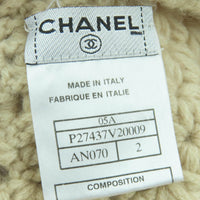 CHANEL
MADE IN ITALY
FABRIQUE EN ITALIE
05A
P27437V20009
AN070 2
COMPOSITION